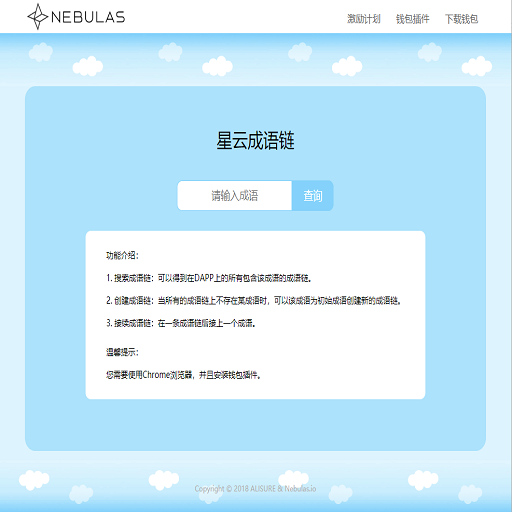 NEBULAS
激励计划 钱包插件 下载钱包
星云成语链
请输入成语 查询
功能介绍：
1. 搜索成语链：可以得到在DAPP上的所有包含该成语的成语链。
2. 创建成语链：当所有的成语链上不存在某成语时，可以该成语为初始成语创建新的成语链。
3. 接续成语链：在一条成语链后接上一个成语。
温馨提示：
您需要使用Chrome浏览器，并且安装钱包插件。
Copyright © 2018 ALISURE & Nebulas.io